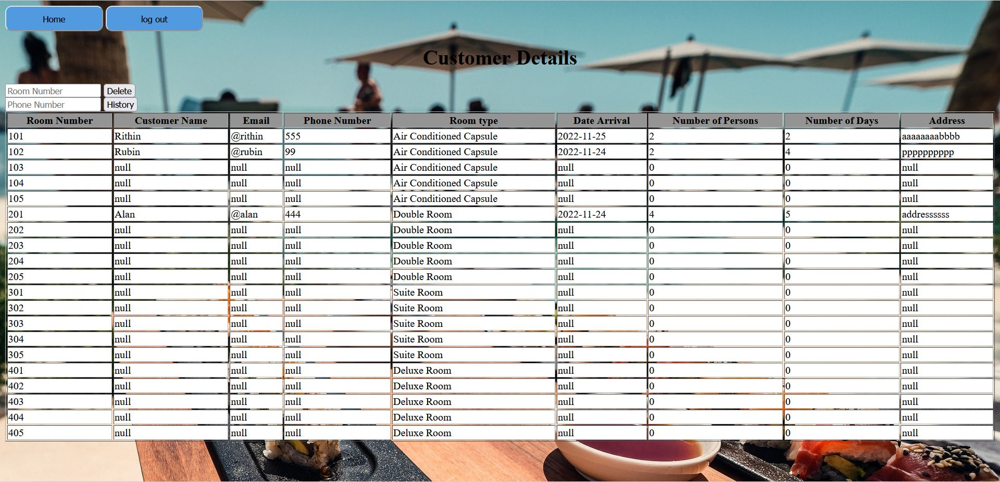 Home log out
Customer Details
Room Number Delete
Phone Number History
Room Number Customer Name Email Phone Number Room type Date Arrival Number of Persons Number of Days Address
101 Rithin @rithin 555 Air Conditioned Capsule 2022-11-25 2 2 aaaaaaaabbbb
102 Rubin @rubin 99 Air Conditioned Capsule 2022-11-24 2 4 pppppppppp
103 null null null Air Conditioned Capsule null 0 0 null
104 null null null Air Conditioned Capsule null 0 0 null
105 null null null Air Conditioned Capsule null 0 0 null
201 Alan @alan 444 Double Room 2022-11-24 4 5 addressssss
202 null null null Double Room null 0 0 null
203 null null null Double Room null 0 0 null
204 null null null Double Room null 0 0 null
205 null null null Double Room null 0 0 null
301 null null null Suite Room null 0 0 null
302 null null null Suite Room null 0 0 null
303 null null null Suite Room null 0 0 null
304 null null null Suite Room null 0 0 null
305 null null null Suite Room null 0 0 null
401 null null null Deluxe Room null 0 0 null
402 null null null Deluxe Room null 0 0 null
403 null null null Deluxe Room null 0 0 null
404 null null null Deluxe Room null 0 0 null
405 null null null Deluxe Room null 0 0 null